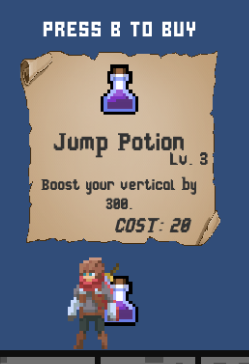 PRESS B TO BUY
Jump Potion
Lv. 3
Boost your vertical by
300.
COST: 20